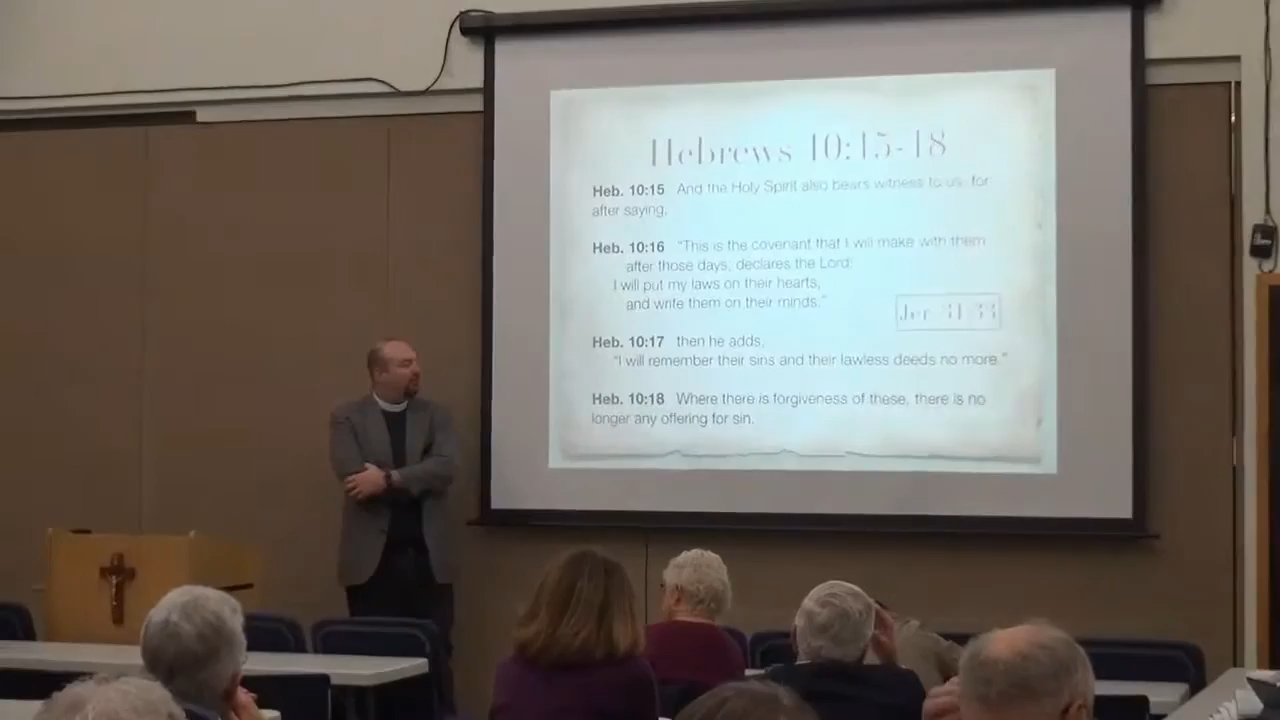 Hebrews 10:15-18
Heb. 10:15 And the Holy Spirit also bears witness to us; for
after saying,
Heb. 10:16 “This is the covenant that I will make with them
after those days, declares the Lord:
I will put my laws on their hearts,
and write them on their minds,”
Jer 31:33
Heb. 10:17 then he adds,
“I will remember their sins and their lawless deeds no more.”
Heb. 10:18 Where there is forgiveness of these, there is no
longer any offering for sin.